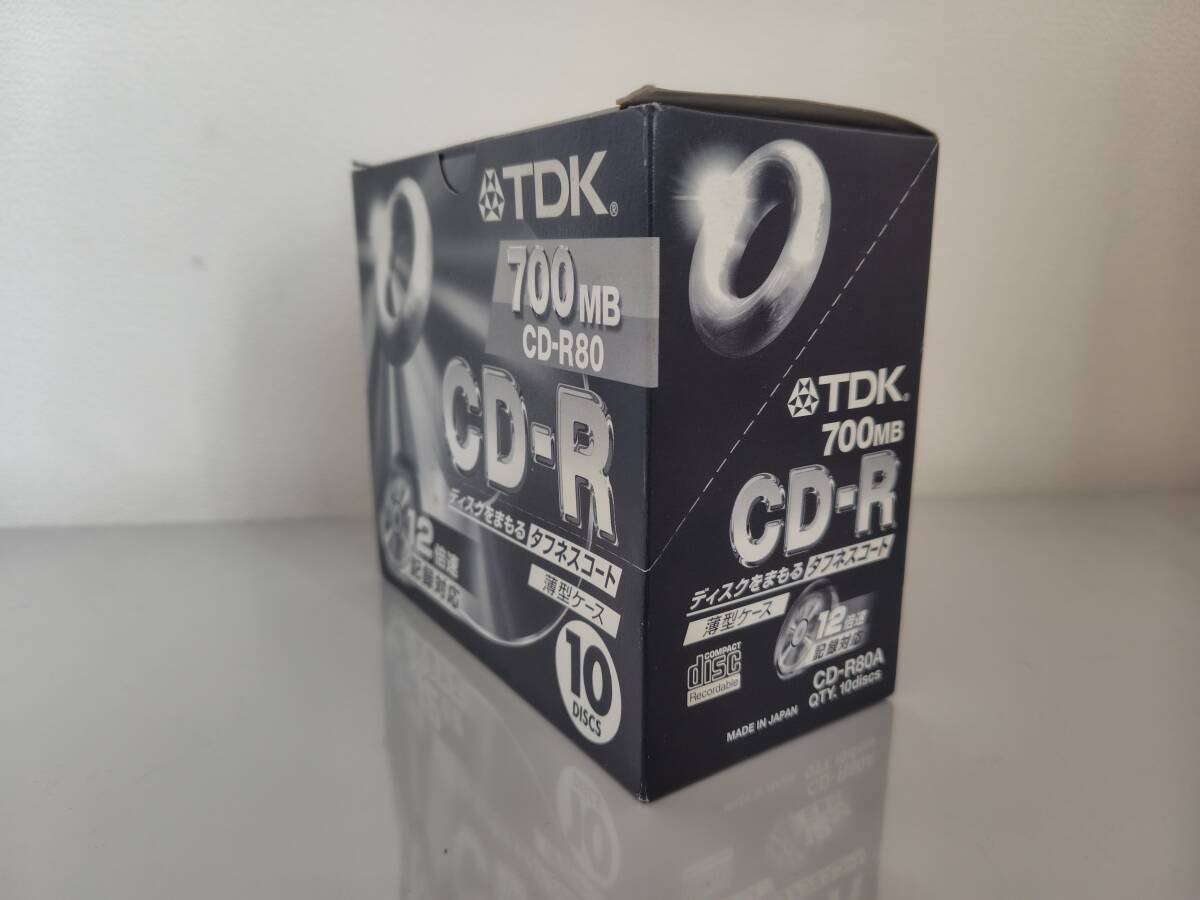 TDK®
700MB
CD-R80
CD-R
ディスクをまもる タフネスコート
12倍速
記録対応
薄型ケース
10
DISCS
TDK®
700MB
CD-R
ディスクをまもる タフネスコート
薄型ケース
12倍速
記録対応
COMPACT
disc
Recordable
CD-R80A
QTY. 10discs
MADE IN JAPAN